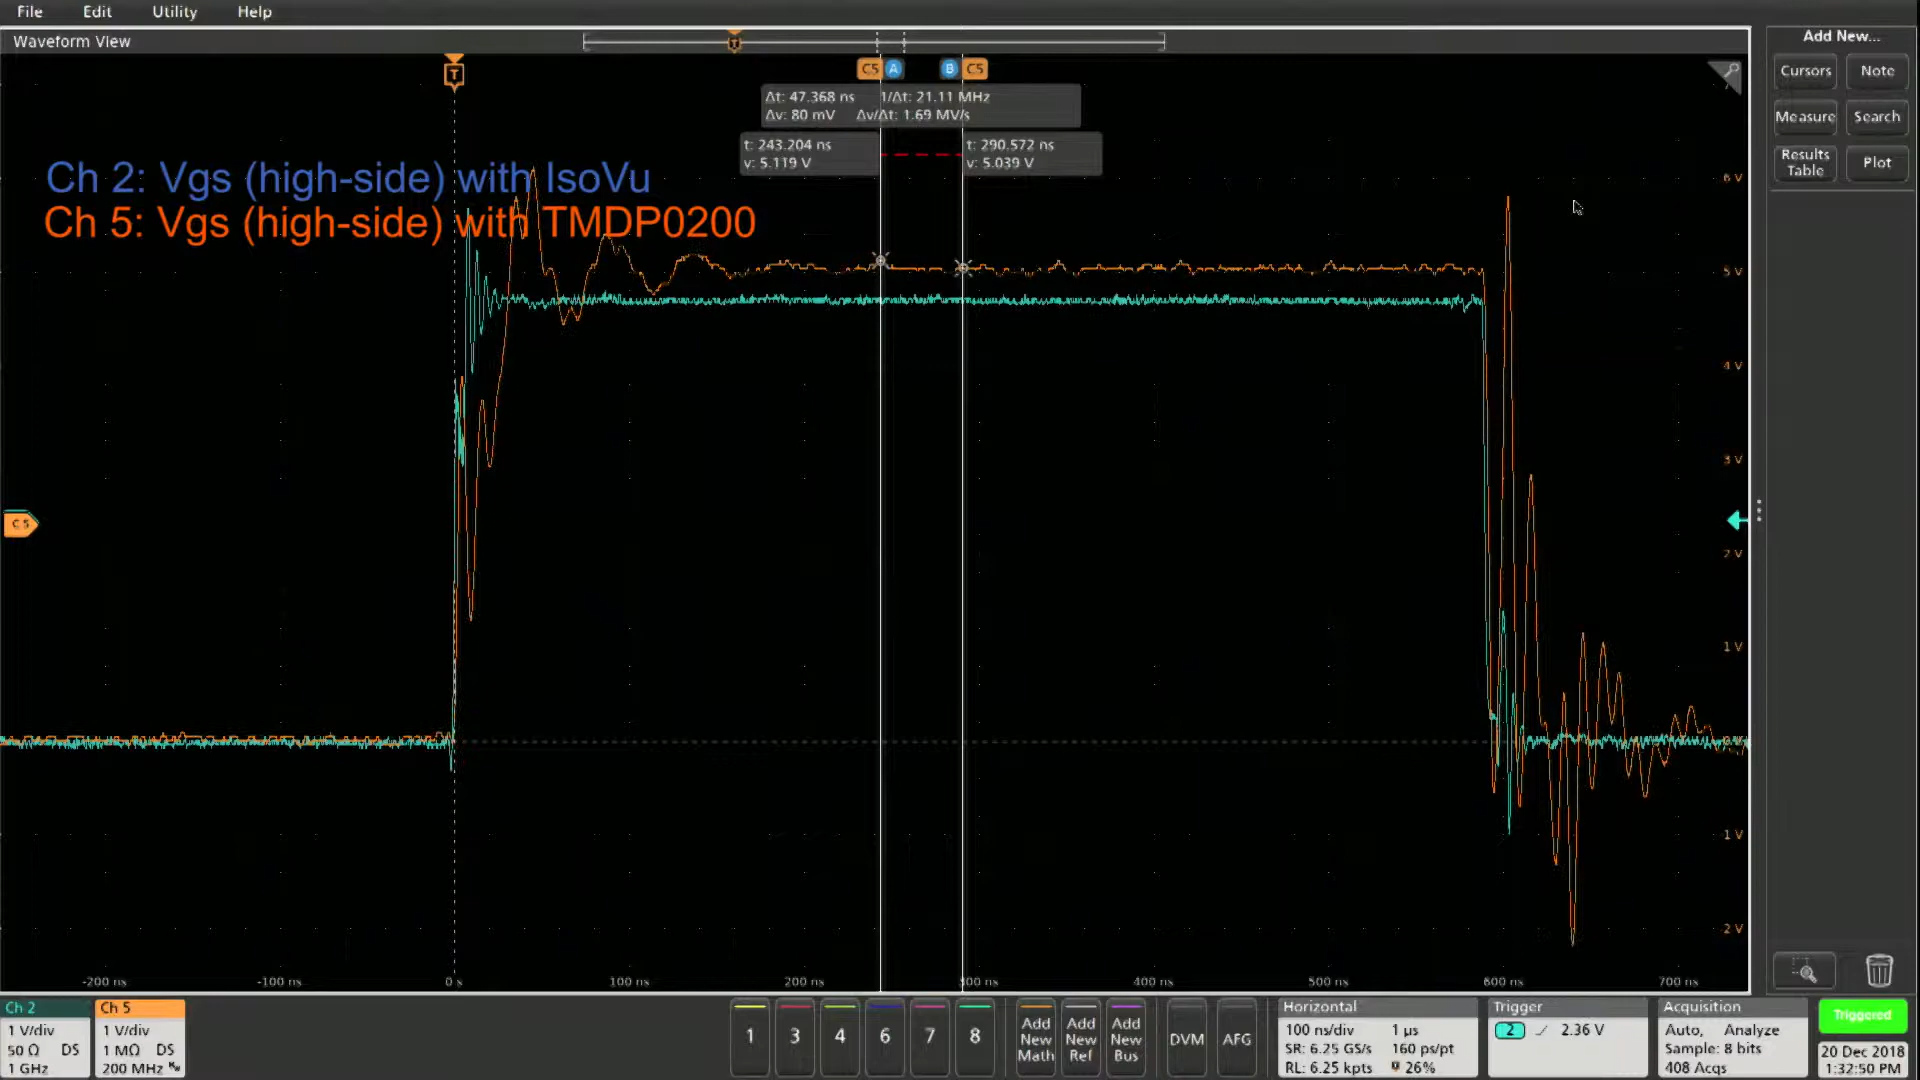 File Edit Utility Help
Waveform View
Add New...
T
C5 A B C5
Cursors Note
Δt: 47.368 ns 1/Δt: 21.11 MHz
Δv: 80 mV Δv/Δt: 1.69 MV/s
Measure Search
t: 243.204 ns
v: 5.119 V
t: 290.572 ns
v: 5.039 V
Results
Table
Plot
Ch 2: Vgs (high-side) with IsoVu
Ch 5: Vgs (high-side) with TMDP0200
6 V
5 V
4 V
3 V
C5
2 V
1 V
1 V
2 V
-200 ns -100 ns 0 s 100 ns 200 ns 400 ns 500 ns 600 ns 700 ns
Ch 2
1 V/div
50 Ω DS
1 GHz
Ch 5
1 V/div
1 MΩ DS
200 MHz
1 3 4 6 7 8
Add
New
Math
Add
New
Ref
Add
New
Bus
DVM AFG
Horizontal
100 ns/div 1 µs
SR: 6.25 GS/s 160 ps/pt
RL: 6.25 kpts 26%
Trigger
2 2.36 V
Acquisition
Auto, Analyze
Sample: 8 bits
408 Acqs
Triggered
20 Dec 2018
1:32:50 PM